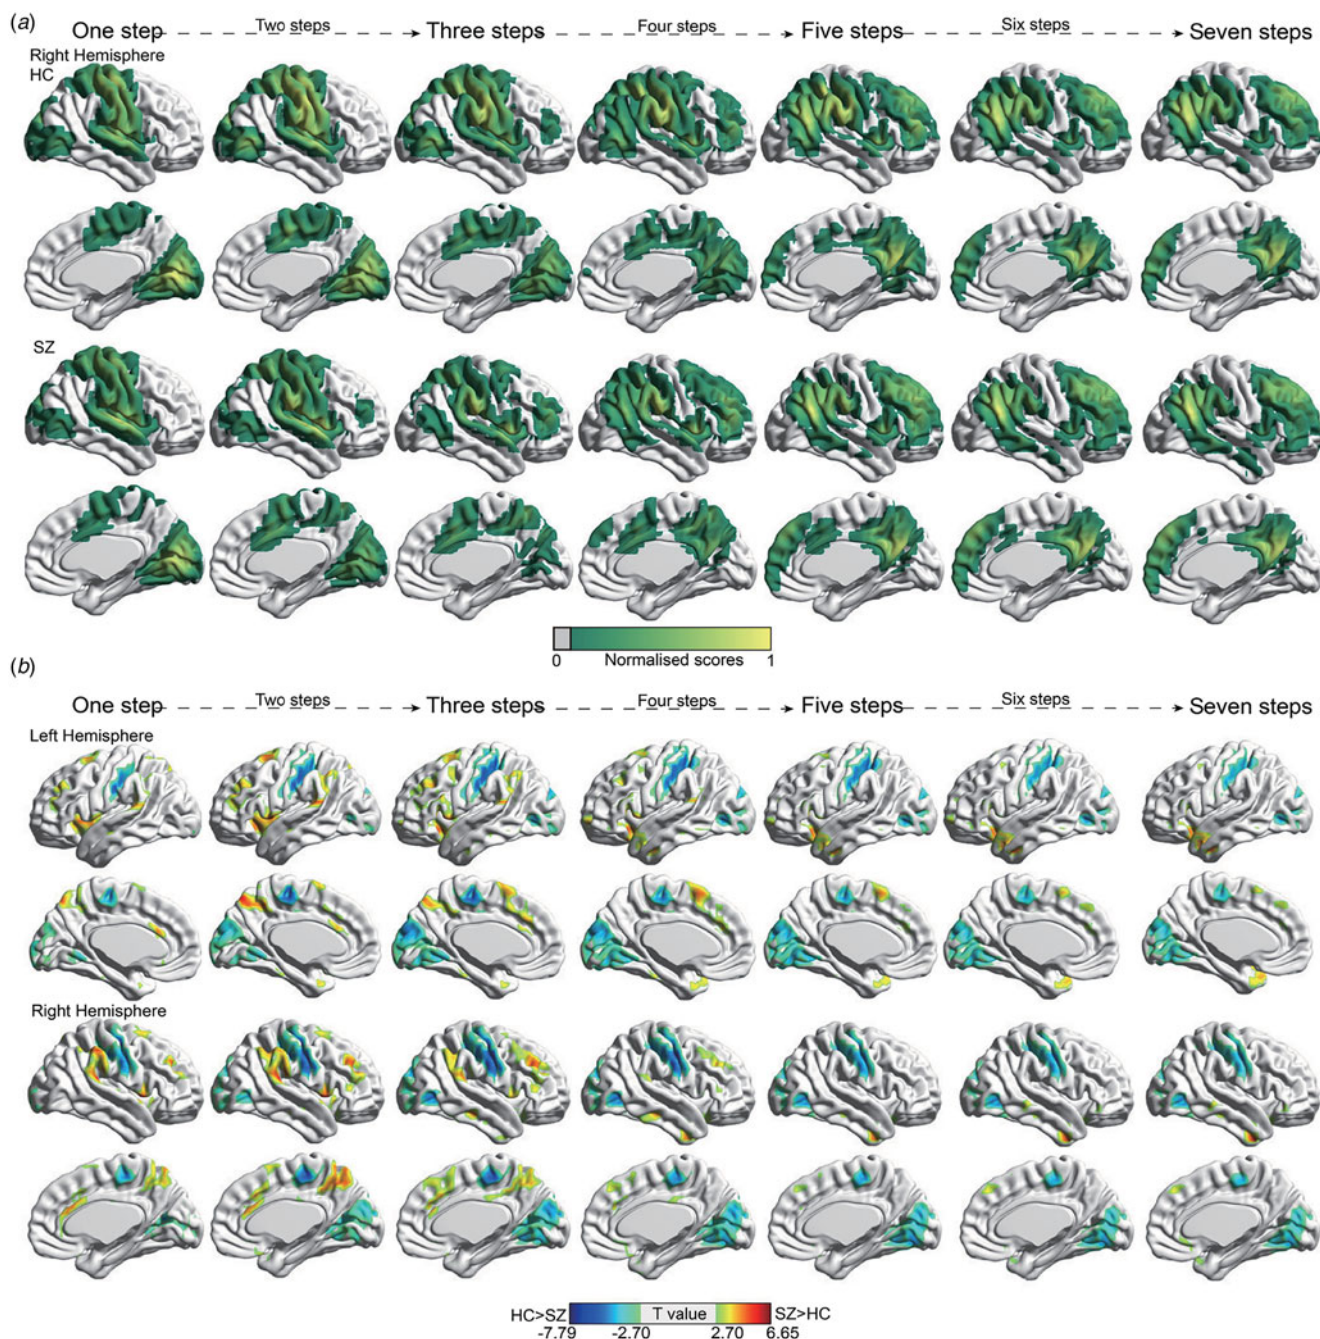 (a)
One step Two steps Three steps Four steps Five steps Six steps Seven steps
Right Hemisphere
HC
SZ
0 Normalised scores 1
(b)
One step Two steps Three steps Four steps Five steps Six steps Seven steps
Left Hemisphere
Right Hemisphere
HC>SZ T value SZ>HC
-7.79 -2.70 2.70 6.65